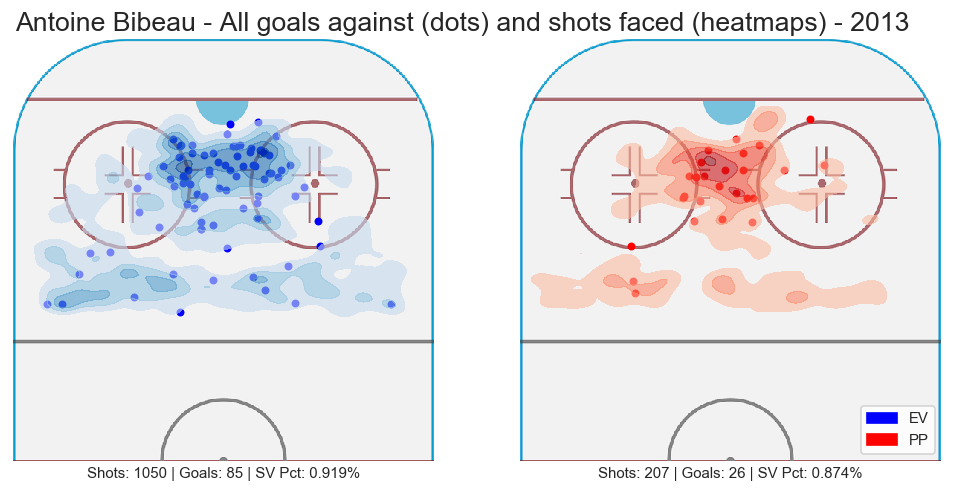 Antoine Bibeau - All goals against (dots) and shots faced (heatmaps) - 2013
EV
PP
Shots: 1050 | Goals: 85 | SV Pct: 0.919%
Shots: 207 | Goals: 26 | SV Pct: 0.874%